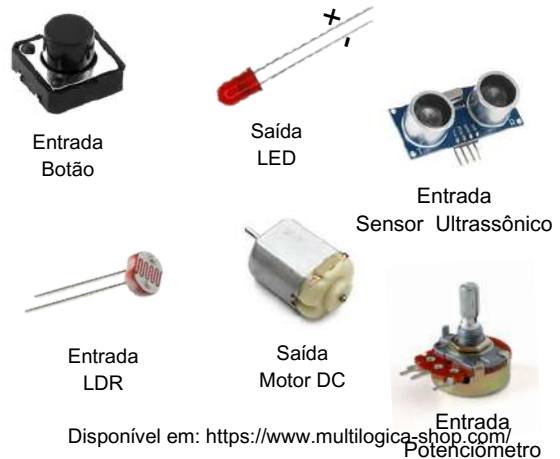 +
-
Entrada
Botão
Saída
LED
Entrada
Sensor Ultrassônico
Entrada
LDR
Saída
Motor DC
Entrada
Potenciômetro
Disponível em: https://www.multilogica-shop.com/